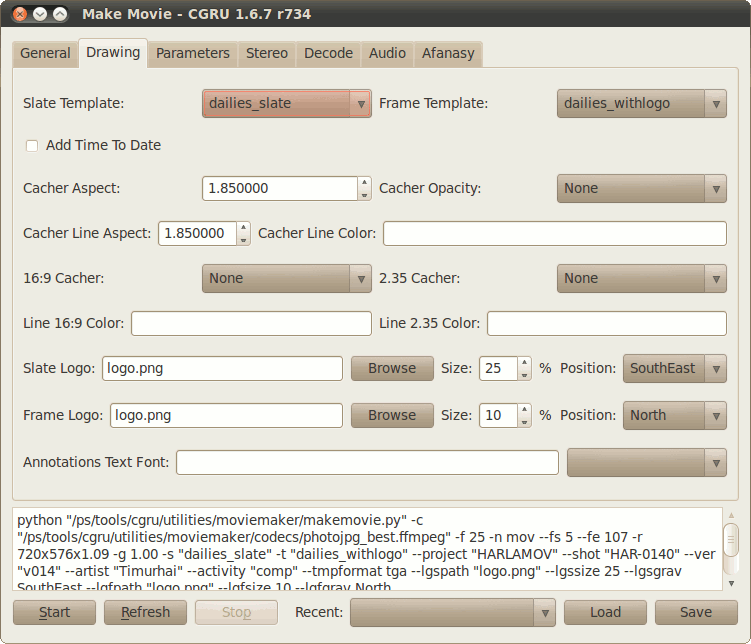 Make Movie - CGRU 1.6.7 r734
General Drawing Parameters Stereo Decode Audio Afanasy
Slate Template: dailies_slate Frame Template: dailies_withlogo
Add Time To Date
Cacher Aspect: 1.850000 Cacher Opacity: None
Cacher Line Aspect: 1.850000 Cacher Line Color:
16:9 Cacher: None 2.35 Cacher: None
Line 16:9 Color: Line 2.35 Color:
Slate Logo: logo.png Browse Size: 25 % Position: SouthEast
Frame Logo: logo.png Browse Size: 10 % Position: North
Annotations Text Font:
python "/ps/tools/cgru/utilities/moviemaker/makemovie.py" -c
"/ps/tools/cgru/utilities/moviemaker/codecs/photojpg_best.ffmpeg" -f 25 -n mov --fs 5 --fe 107 -r
720x576x1.09 -g 1.00 -s "dailies_slate" -t "dailies_withlogo" --project "HARLAMOV" --shot "HAR-0140" --ver
"v014" --artist "Timurhai" --activity "comp" --tmpformat tga --lgspath "logo.png" --lgssize 25 --lgsgrav
SouthEast --lgfpath "logo.png" --lgfsize 10 --lgfgrav North
Start Refresh Stop Recent: Load Save